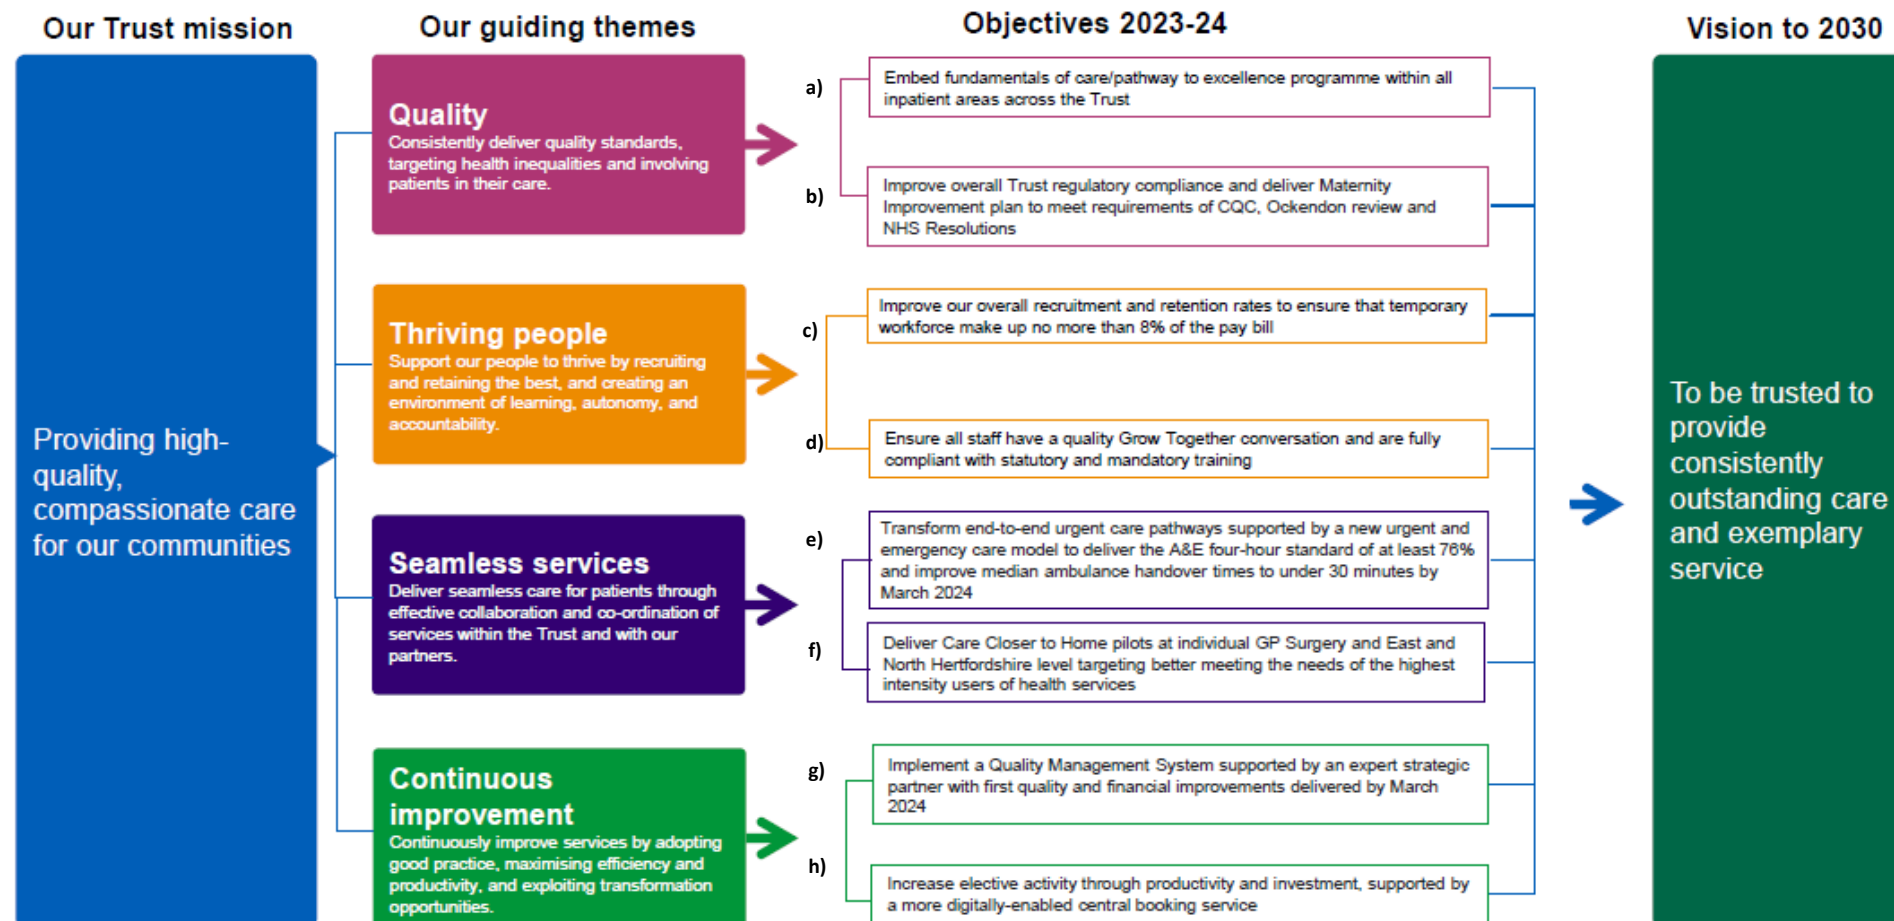 Our Trust mission
Our guiding themes
Objectives 2023-24
Vision to 2030
Providing high-
quality,
compassionate care
for our communities
Quality
Consistently deliver quality standards,
targeting health inequalities and involving
patients in their care.
a)
Embed fundamentals of care/pathway to excellence programme within all
inpatient areas across the Trust
b)
Improve overall Trust regulatory compliance and deliver Maternity
Improvement plan to meet requirements of CQC, Ockendon review and
NHS Resolutions
Thriving people
Support our people to thrive by recruiting
and retaining the best, and creating an
environment of learning, autonomy, and
accountability.
c)
Improve our overall recruitment and retention rates to ensure that temporary
workforce make up no more than 8% of the pay bill
d)
Ensure all staff have a quality Grow Together conversation and are fully
compliant with statutory and mandatory training
Seamless services
Deliver seamless care for patients through
effective collaboration and co-ordination of
services within the Trust and with our
partners.
e)
Transform end-to-end urgent care pathways supported by a new urgent and
emergency care model to deliver the A&E four-hour standard of at least 76%
and improve median ambulance handover times to under 30 minutes by
March 2024
f)
Deliver Care Closer to Home pilots at individual GP Surgery and East and
North Hertfordshire level targeting better meeting the needs of the highest
intensity users of health services
Continuous
improvement
Continuously improve services by adopting
good practice, maximising efficiency and
productivity, and exploiting transformation
opportunities.
g)
Implement a Quality Management System supported by an expert strategic
partner with first quality and financial improvements delivered by March
2024
h)
Increase elective activity through productivity and investment, supported by
a more digitally-enabled central booking service
To be trusted to
provide
consistently
outstanding care
and exemplary
service